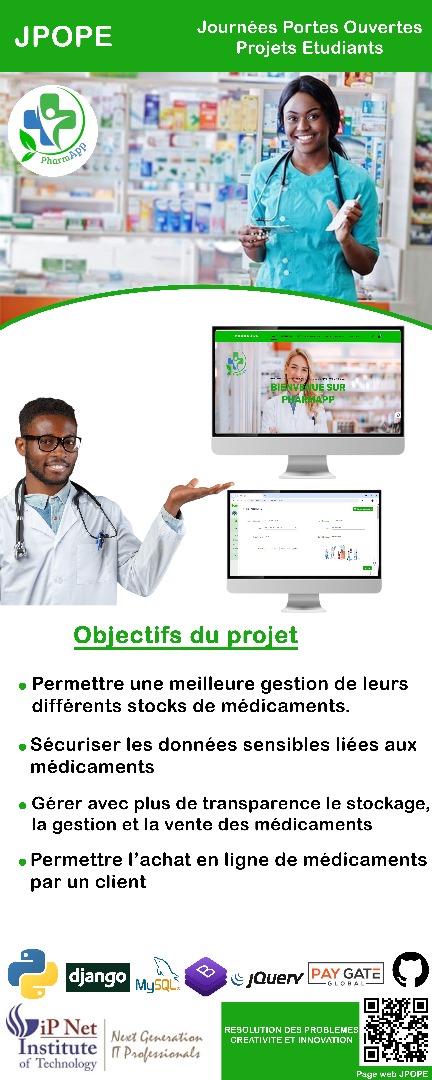 JPOPE
Journées Portes Ouvertes
Projets Etudiants
PharmApp
BIENVENUE SUR
PHARMAPP
Objectifs du projet
Permettre une meilleure gestion de leurs
différents stocks de médicaments.
Sécuriser les données sensibles liées aux
médicaments
Gérer avec plus de transparence le stockage,
la gestion et la vente des médicaments
Permettre l'achat en ligne de médicaments
par un client
django
MySQL
B
jQuery
PAYGATE
GLOBAL
iP Net
Institute
of Technology
Next Generation
IT Professionals
RESOLUTION DES PROBLEMES
CREATIVITE ET INNOVATION
Page web JPOPE